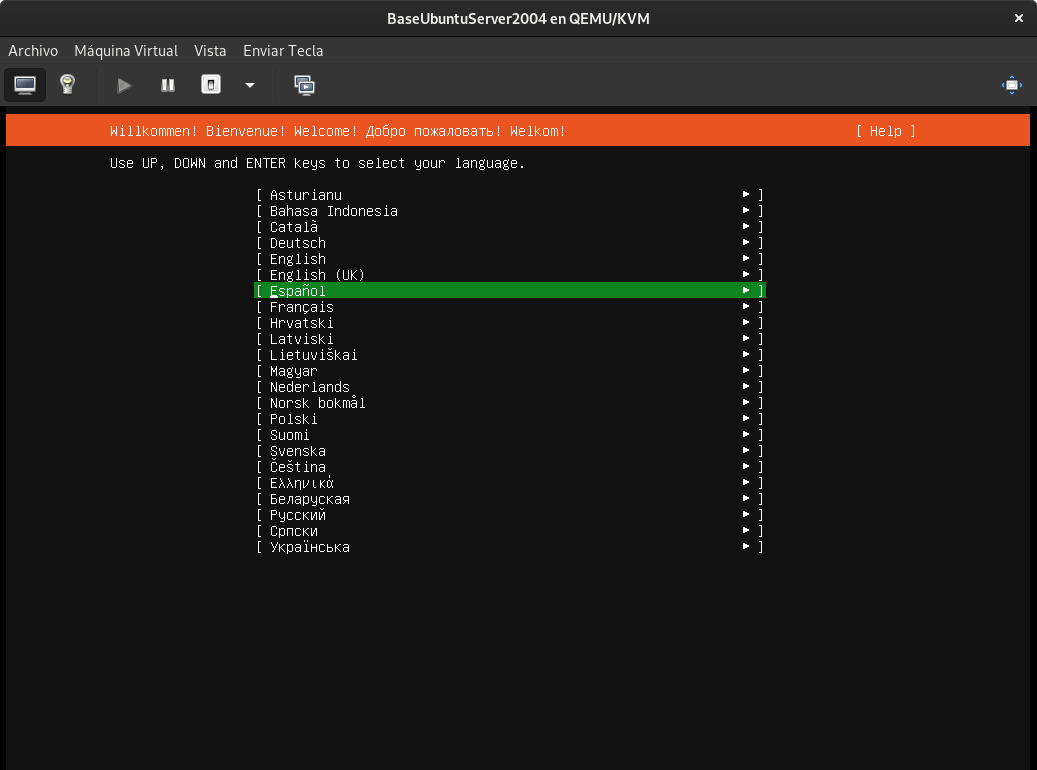 BaseUbuntuServer2004 en QEMU/KVM ×
Archivo Máquina Virtual Vista Enviar Tecla
Willkommen! Bienvenue! Welcome! Добро пожаловать! Welkom! [ Help ]
Use UP, DOWN and ENTER keys to select your language.
[ Asturianu ▸ ]
[ Bahasa Indonesia ▸ ]
[ Català ▸ ]
[ Deutsch ▸ ]
[ English ▸ ]
[ English (UK) ▸ ]
[ Español ▸ ]
[ Français ▸ ]
[ Hrvatski ▸ ]
[ Latviski ▸ ]
[ Lietuviškai ▸ ]
[ Magyar ▸ ]
[ Nederlands ▸ ]
[ Norsk bokmål ▸ ]
[ Polski ▸ ]
[ Suomi ▸ ]
[ Svenska ▸ ]
[ Čeština ▸ ]
[ Ελληνικά ▸ ]
[ Беларуская ▸ ]
[ Русский ▸ ]
[ Српски ▸ ]
[ Українська ▸ ]